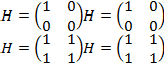 H = (1 0
0 0) H = (1 0
0 0)
H = (1 1
1 1) H = (1 1
1 1)